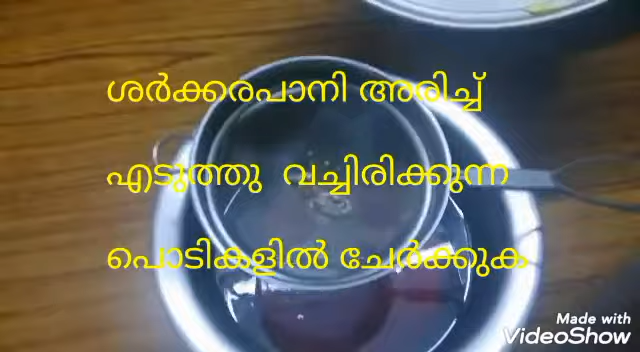 ശർക്കരപാനി അരിച്ച്
എടുത്തു വച്ചിരിക്കുന്ന
പൊടികളിൽ ചേർക്കുക
Made with
VideoShow